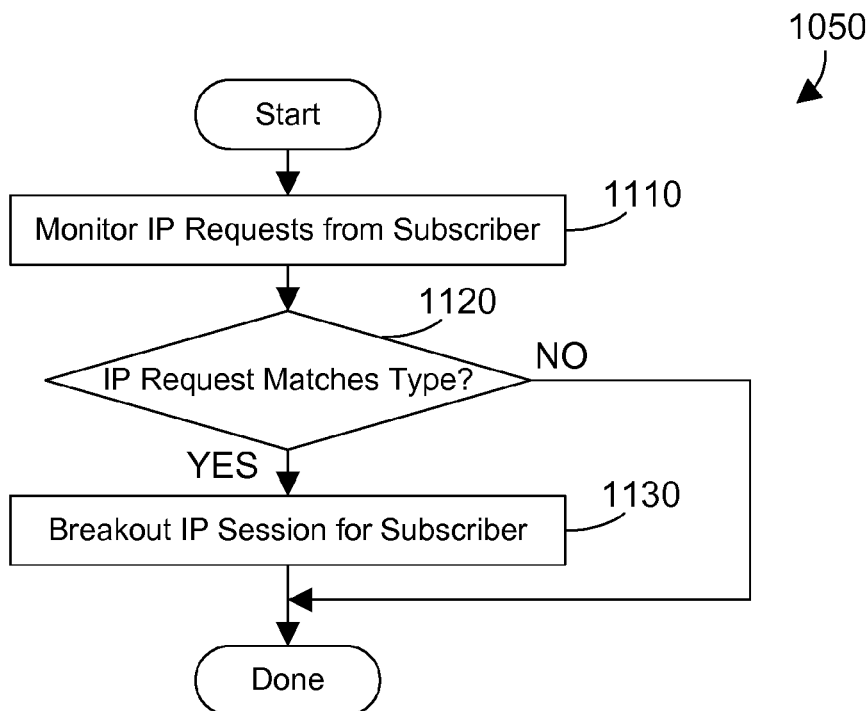 1050
Start
1110
Monitor IP Requests from Subscriber
1120
IP Request Matches Type?
NO
YES
1130
Breakout IP Session for Subscriber
Done